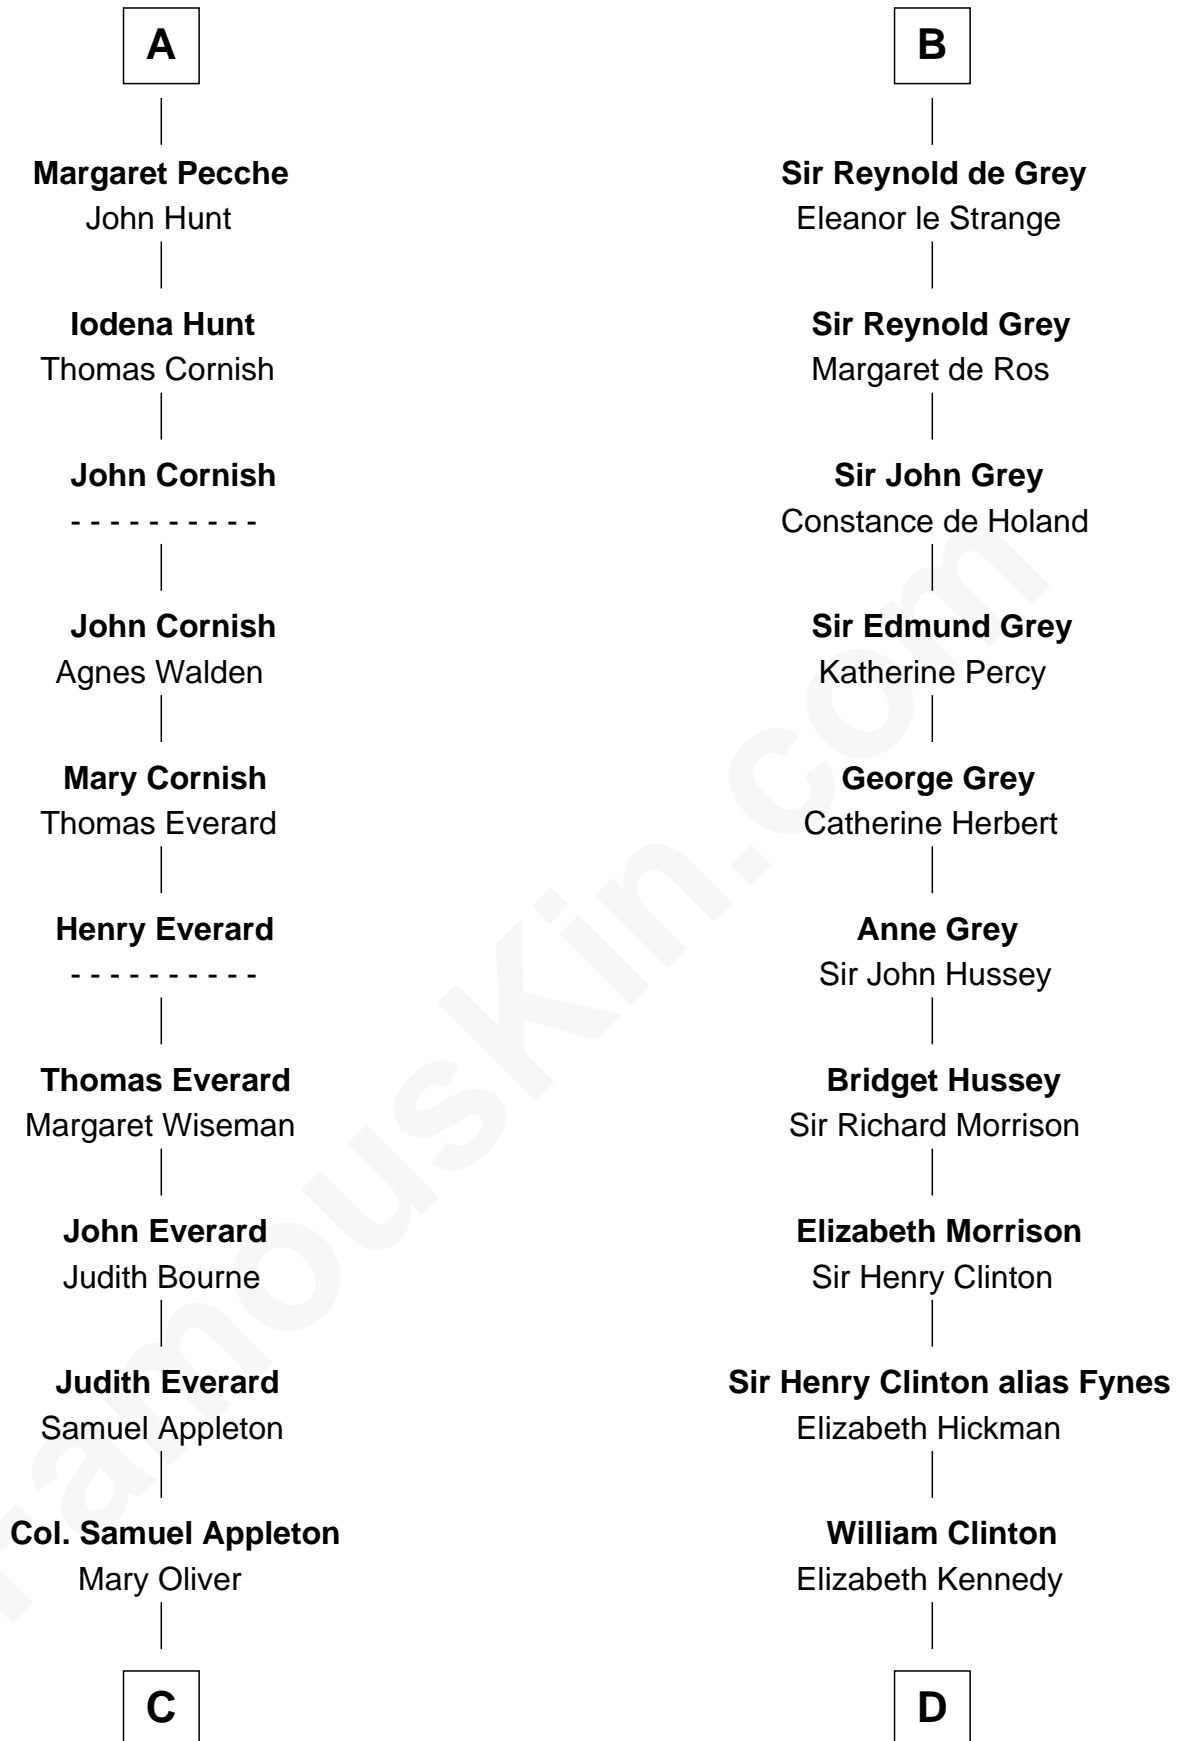 A
Margaret Pecche
John Hunt
Iodena Hunt
Thomas Cornish
John Cornish
- - - - - - - - - -
John Cornish
Agnes Walden
Mary Cornish
Thomas Everard
Henry Everard
- - - - - - - - - -
Thomas Everard
Margaret Wiseman
John Everard
Judith Bourne
Judith Everard
Samuel Appleton
Col. Samuel Appleton
Mary Oliver
C
B
Sir Reynold de Grey
Eleanor le Strange
Sir Reynold Grey
Margaret de Ros
Sir John Grey
Constance de Holand
Sir Edmund Grey
Katherine Percy
George Grey
Catherine Herbert
Anne Grey
Sir John Hussey
Bridget Hussey
Sir Richard Morrison
Elizabeth Morrison
Sir Henry Clinton
Sir Henry Clinton alias Fynes
Elizabeth Hickman
William Clinton
Elizabeth Kennedy
D
FamousKin.com